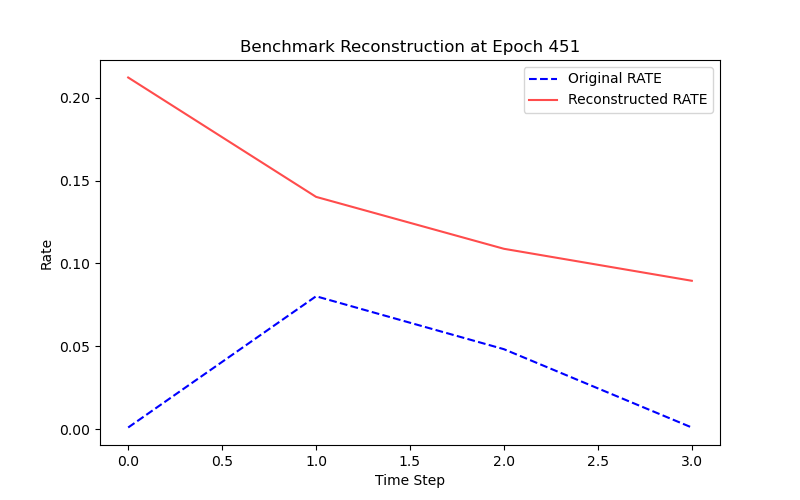 Benchmark Reconstruction at Epoch 451
Original RATE
Reconstructed RATE
Rate
0.20
0.15
0.10
0.05
0.00
0.0 0.5 1.0 1.5 2.0 2.5 3.0
Time Step